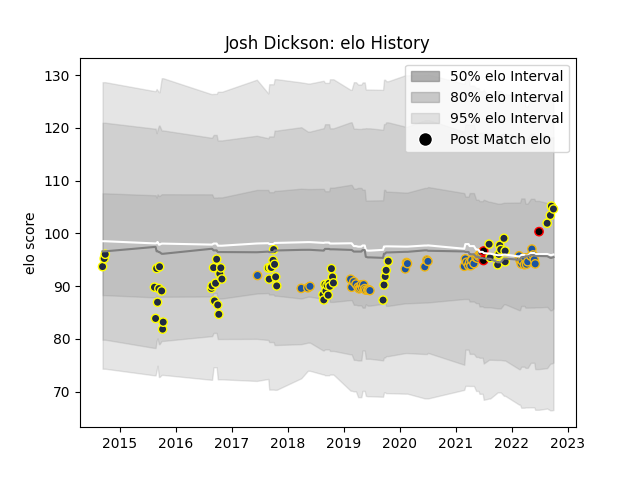 Josh Dickson: elo History
130
120
110
100
90
80
70
elo score
50% elo Interval
80% elo Interval
95% elo Interval
Post Match elo
2015 2016 2017 2018 2019 2020 2021 2022 2023